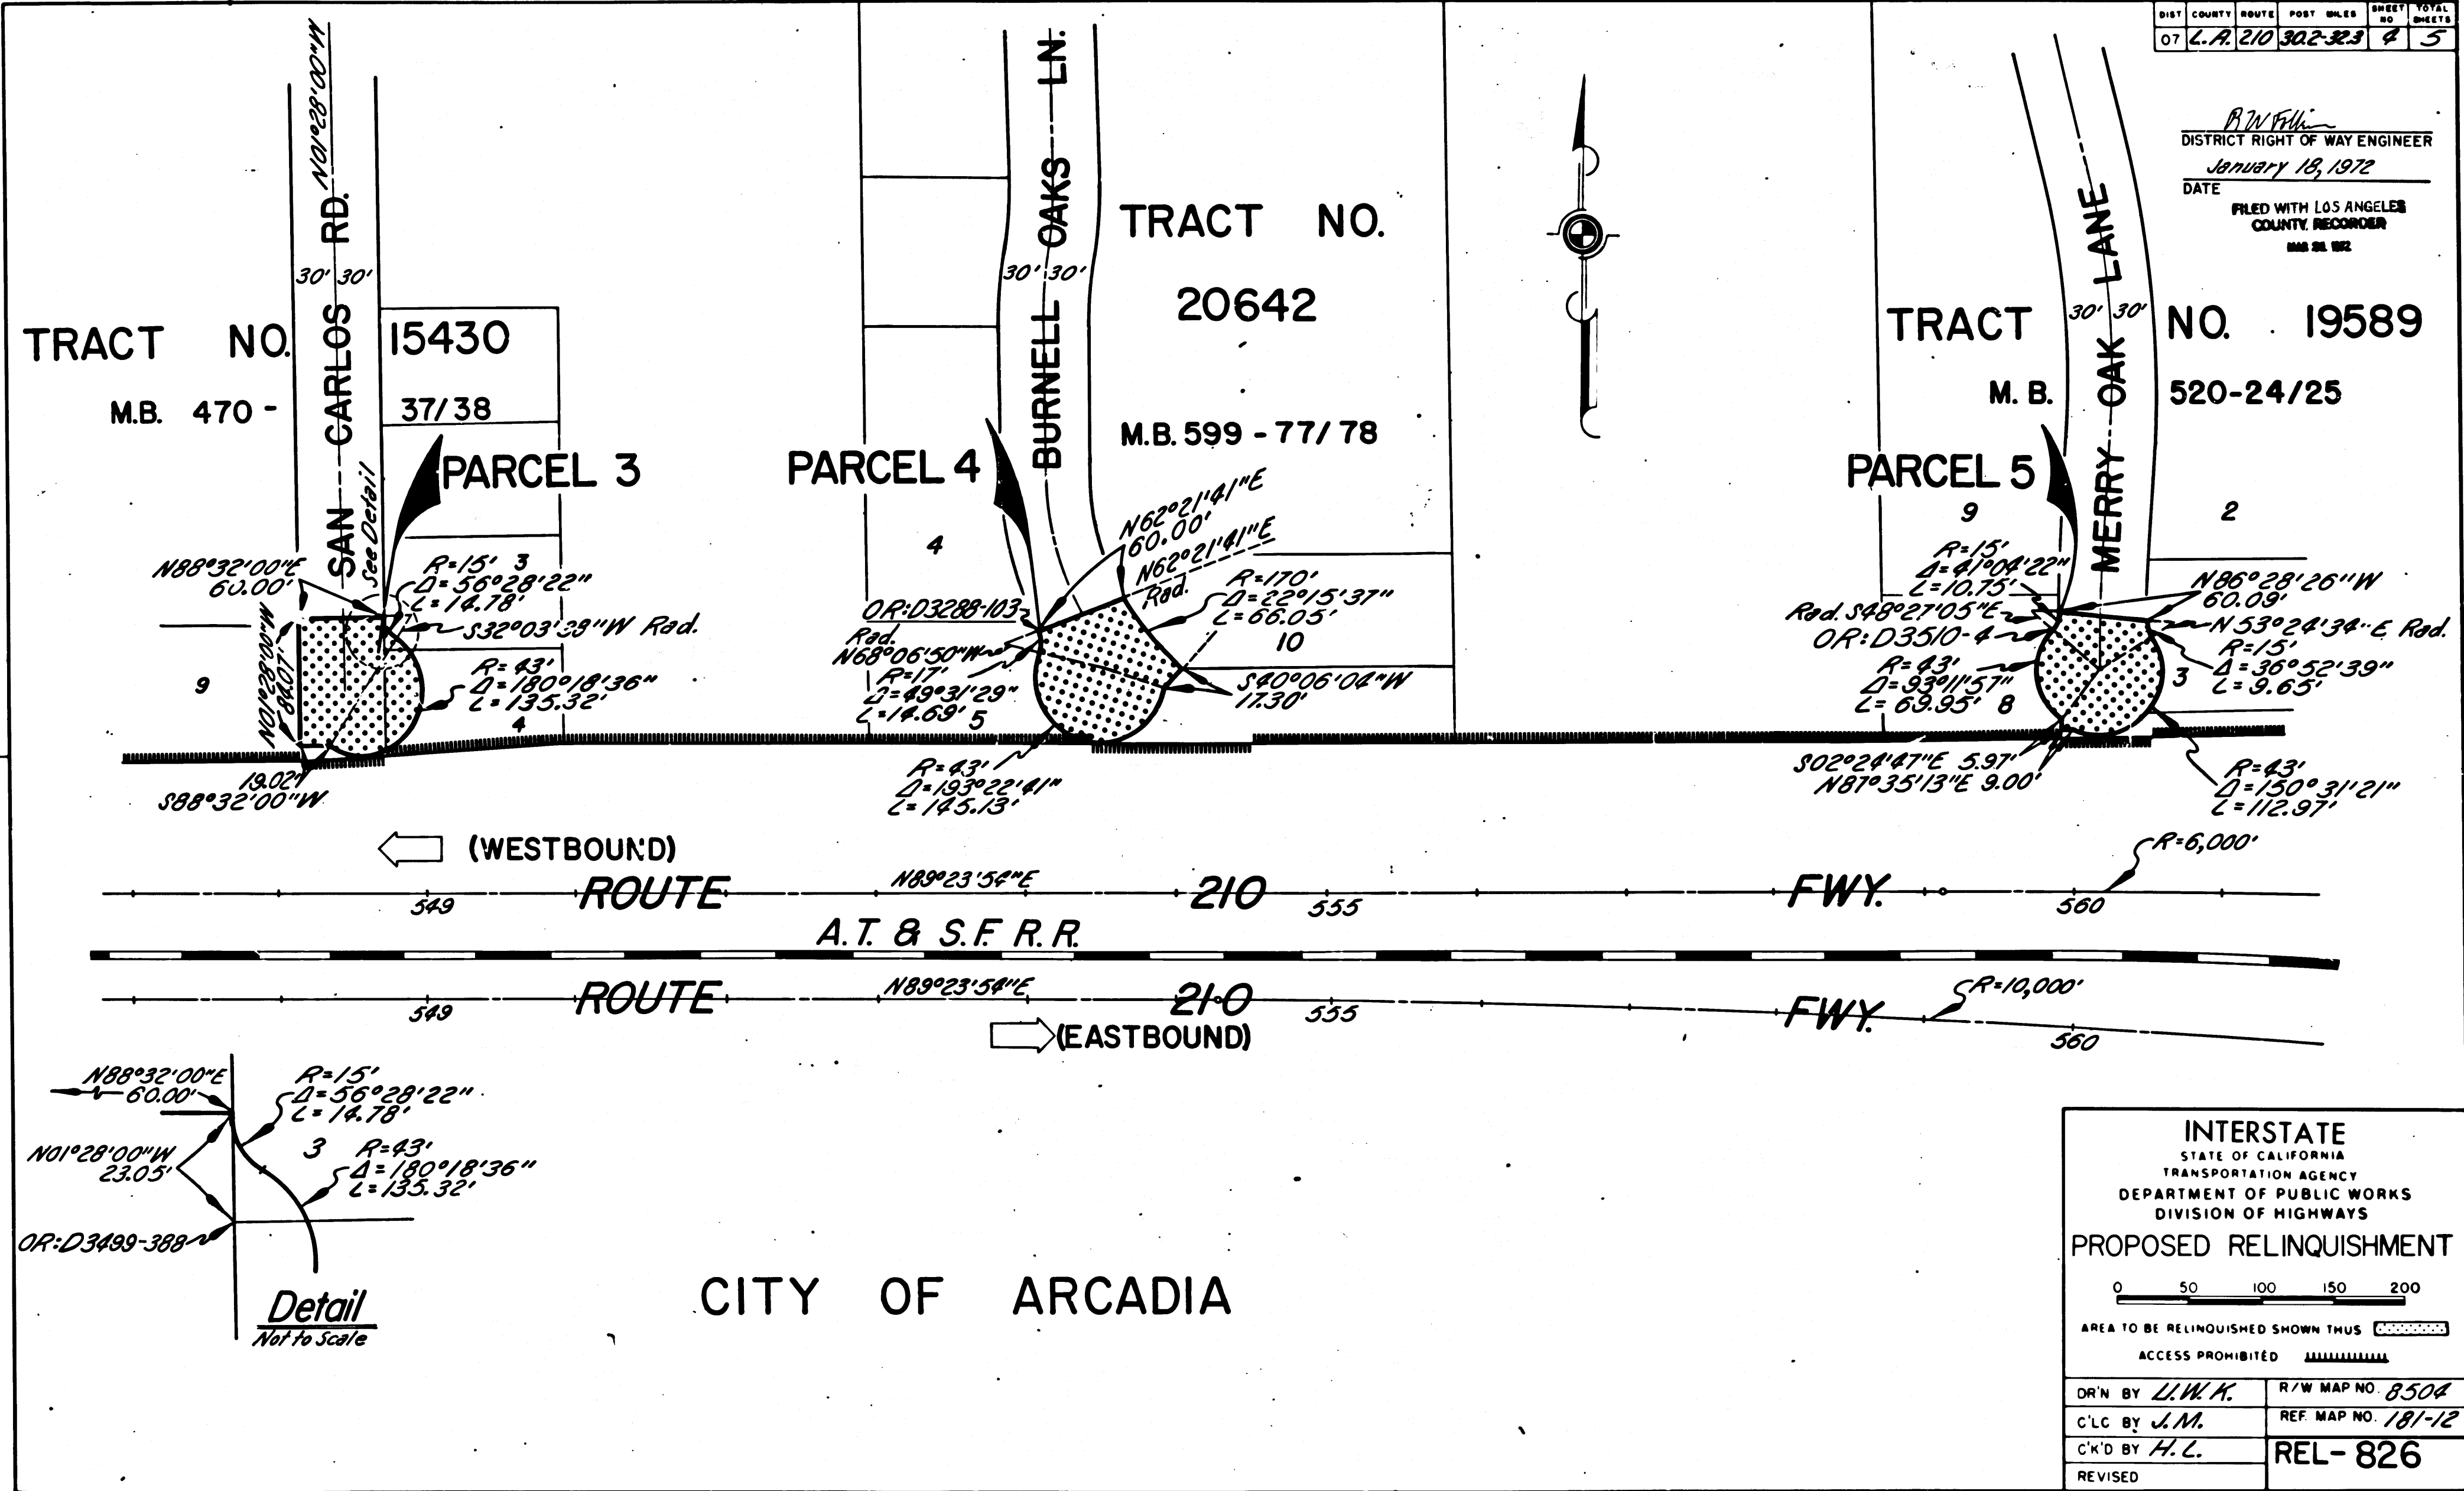 DIST COUNTY ROUTE POST MILES SHEET NO TOTAL SHEETS
07 L.A. 210 30.2-32.3 4 5
DISTRICT RIGHT OF WAY ENGINEER
January 18, 1972
DATE
FILED WITH LOS ANGELES
COUNTY RECORDER
TRACT NO. 15430
M.B. 470 - 37/38
SAN CARLOS RD.
N01°28'00"W
30' 30'
See Detail
PARCEL 3
N88°32'00"E
60.00'
R=15' 3
Δ=56°28'22"
L=14.78'
Rad.
9
N01°28'00"W
R=43'
Δ=180°18'36"
L=135.32'
4
19.02'
S88°32'00"W
BURNELL OAKS LN.
30' 30'
TRACT NO.
20642
M.B. 599 - 77/78
PARCEL 4
4
N62°21'41"E
60.00'
N62°21'41"E
Rad.
R=170'
Δ=22°15'37"
L=66.05'
10
OR:D3288-103
Rad.
N68°06'50"W
R=17'
Δ=49°31'29"
L=14.69' 5
S40°06'04"W
17.30'
R=43'
Δ=193°22'41"
L=145.13'
MERRY OAK LANE
30' 30'
TRACT NO. 19589
M.B. 520-24/25
PARCEL 5
9
2
R=15'
Δ=41°04'22"
L=10.75'
Rad. S48°27'05"E
OR:D3510-4
R=43'
Δ=93°11'57"
L=69.95' 8
N86°28'26"W
60.09'
N53°24'34"E Rad.
R=15'
Δ=36°52'39"
L=9.65'
3
S02°24'47"E 5.97'
N87°35'13"E 9.00'
R=43'
Δ=150°31'21"
L=112.97'
(WESTBOUND)
R=6,000'
ROUTE N89°23'54"E 210 FWY.
549 555 560
A.T. & S.F. R.R.
ROUTE N89°23'54"E 210 FWY.
R=10,000'
549 555 560
(EASTBOUND)
N88°32'00"E
60.00'
R=15'
Δ=56°28'22"
L=14.78'
N01°28'00"W
23.05'
3
R=43'
Δ=180°18'36"
L=135.32'
OR:D3499-388
Detail
Not to Scale
CITY OF ARCADIA
INTERSTATE
STATE OF CALIFORNIA
TRANSPORTATION AGENCY
DEPARTMENT OF PUBLIC WORKS
DIVISION OF HIGHWAYS
PROPOSED RELINQUISHMENT
0 50 100 150 200
AREA TO BE RELINQUISHED SHOWN THUS
ACCESS PROHIBITED
DR'N BY U.W.K.
R/W MAP NO. 8504
C'LC BY J.M.
REF. MAP NO. 181-12
C'K'D BY H.L.
REL-826
REVISED